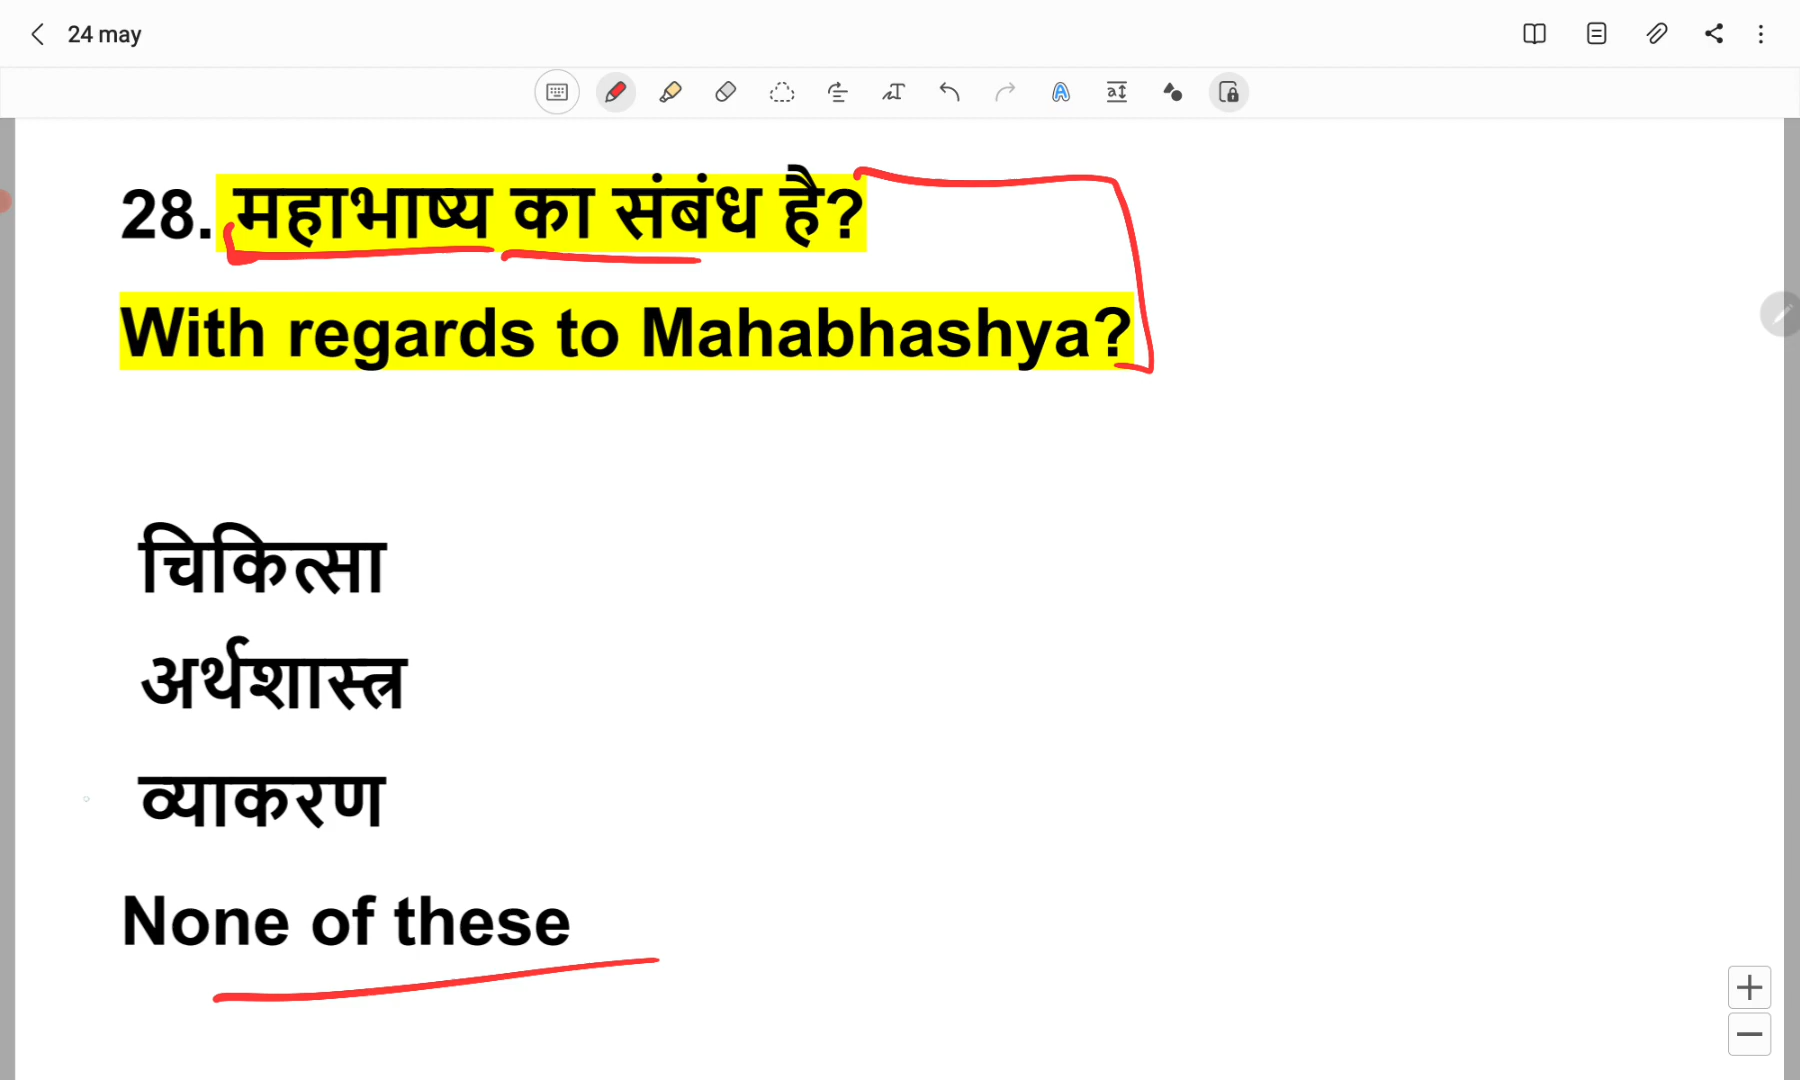 24 may
28. महाभाष्य का संबंध है?
With regards to Mahabhashya?
चिकित्सा
अर्थशास्त्र
व्याकरण
None of these